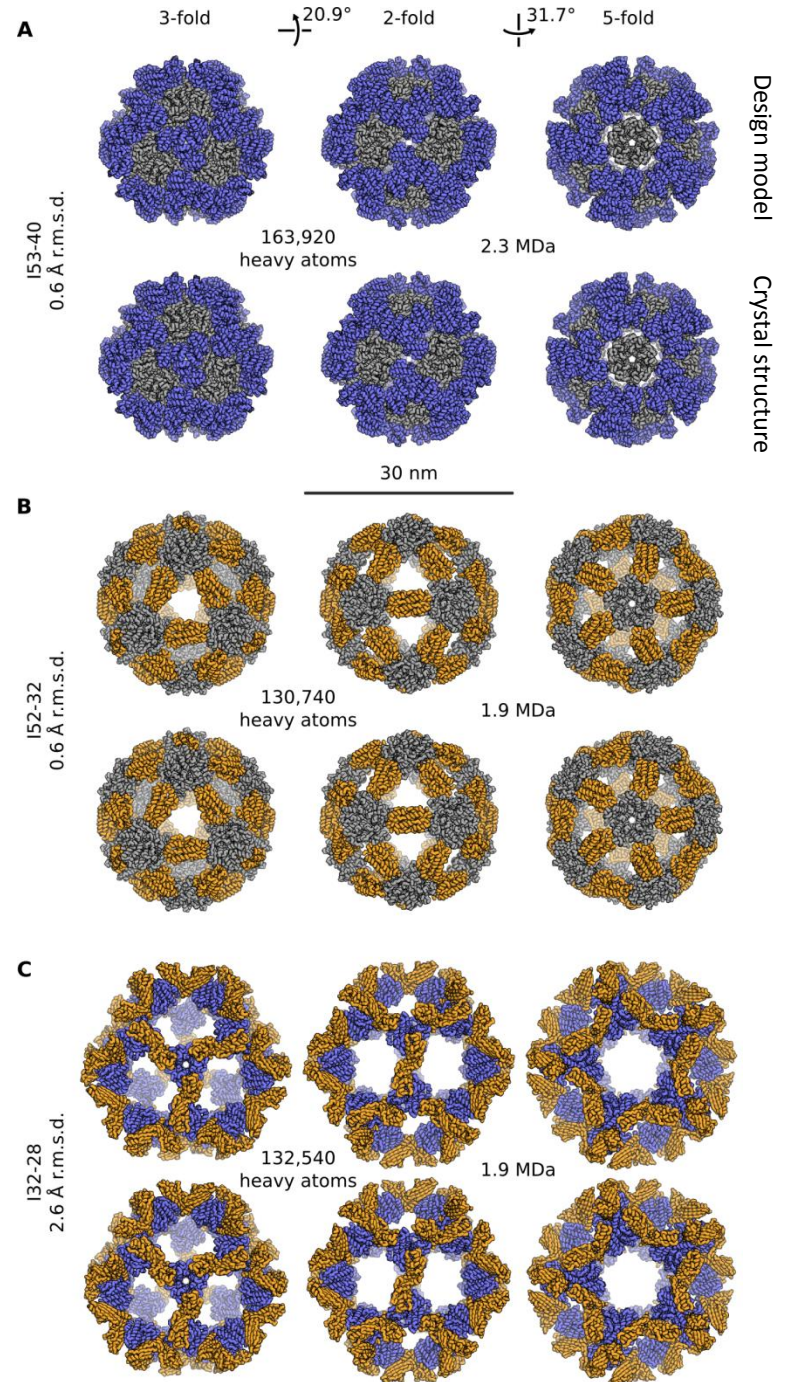 A
3-fold
20.9°
2-fold
31.7°
5-fold
Design model
I53-40
0.6 Å r.m.s.d.
163,920
heavy atoms
2.3 MDa
Crystal structure
30 nm
B
I52-32
0.6 Å r.m.s.d.
130,740
heavy atoms
1.9 MDa
C
I32-28
2.6 Å r.m.s.d.
132,540
heavy atoms
1.9 MDa